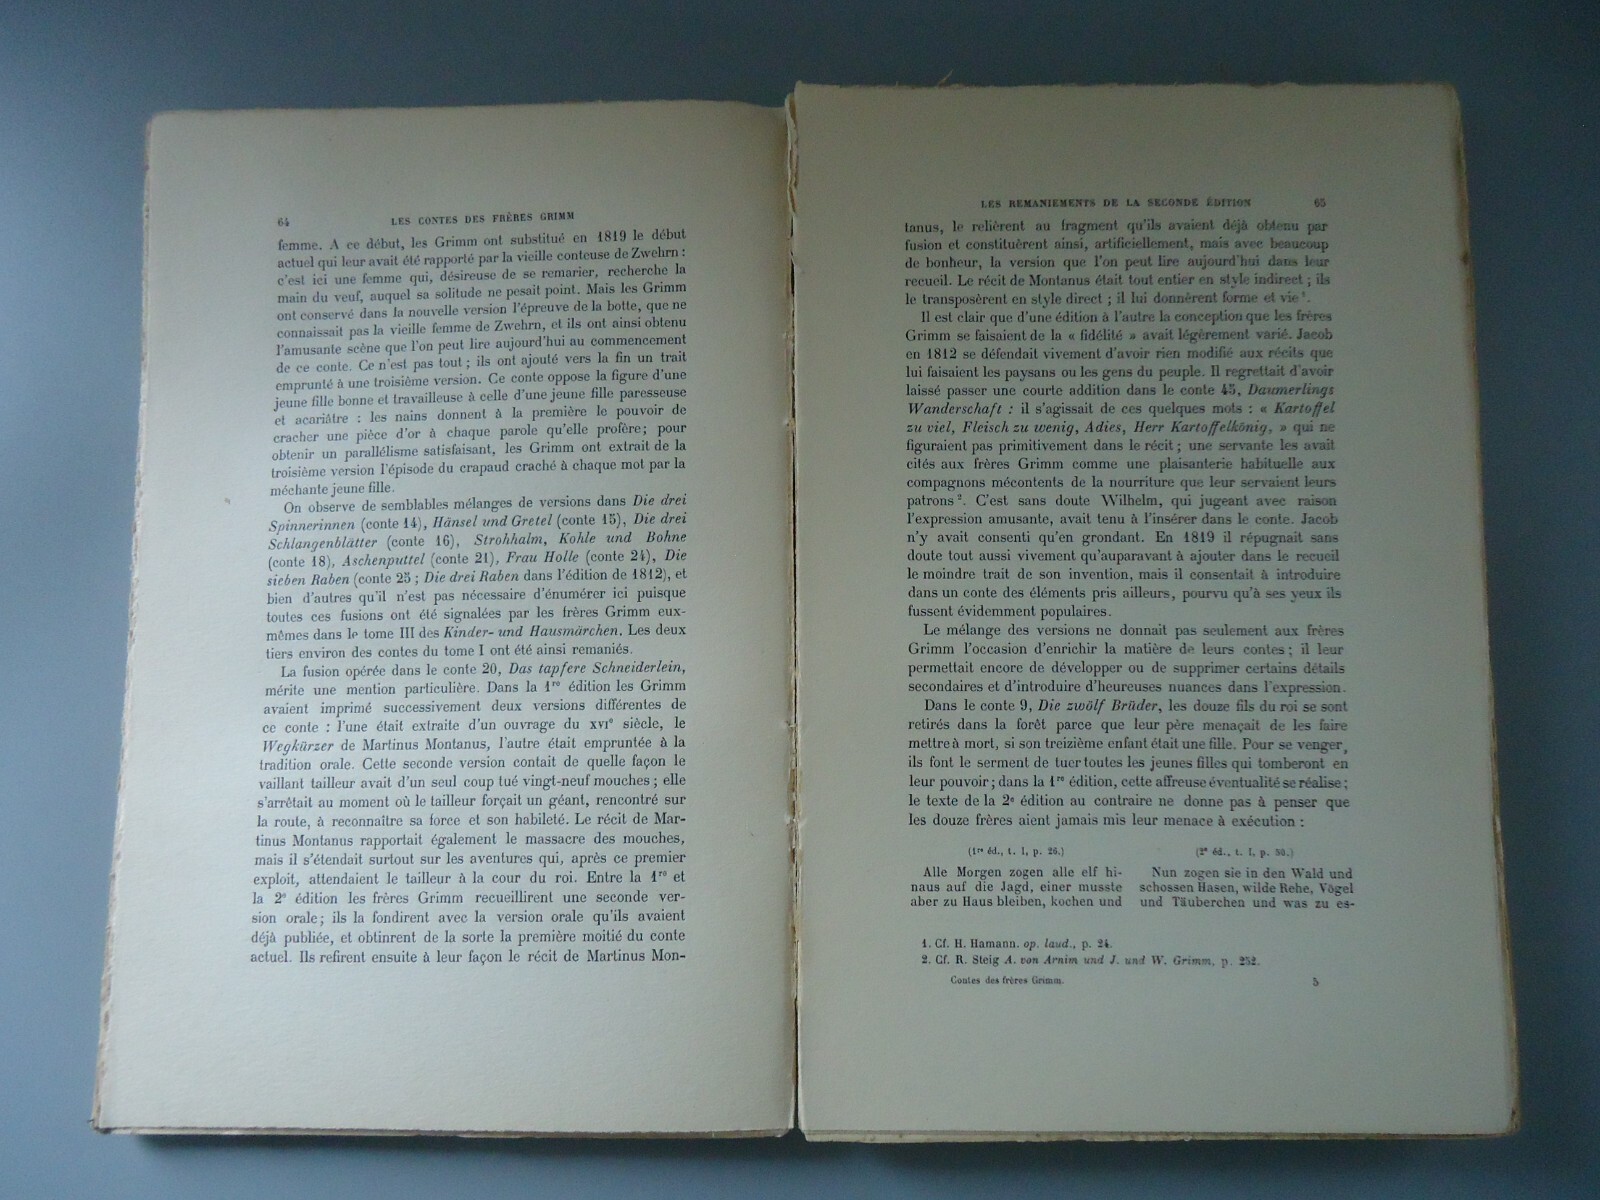 64 LES CONTES DES FRÈRES GRIMM
femme. A ce début, les Grimm ont substitué en 1819 le début
actuel qui leur avait été rapporté par la vieille conteuse de Zwehrn :
c'est ici une femme qui, désireuse de se remarier, recherche la
main du veuf, auquel sa solitude ne pesait point. Mais les Grimm
ont conservé dans la nouvelle version l'épreuve de la botte, que ne
connaissait pas la vieille femme de Zwehrn, et ils ont ainsi obtenu
l'amusante scène que l'on peut lire aujourd'hui au commencement
de ce conte. Ce n'est pas tout ; ils ont ajouté vers la fin un trait
emprunté à une troisième version. Ce conte oppose la figure d'une
jeune fille bonne et travailleuse à celle d'une jeune fille paresseuse
et acariâtre : les nains donnent à la première le pouvoir de
cracher une pièce d'or à chaque parole qu'elle profère; pour
obtenir un parallélisme satisfaisant, les Grimm ont extrait de la
troisième version l'épisode du crapaud craché à chaque mot par la
méchante jeune fille.
On observe de semblables mélanges de versions dans Die drei
Spinnerinnen (conte 14), Hänsel und Gretel (conte 15), Die drei
Schlangenblätter (conte 16), Strohhalm, Kohle und Bohne
(conte 18), Aschenputtel (conte 21), Frau Holle (conte 24), Die
sieben Raben (conte 25 ; Die drei Raben dans l'édition de 1812), et
bien d'autres qu'il n'est pas nécessaire d'énumérer ici puisque
toutes ces fusions ont été signalées par les frères Grimm eux-
mêmes dans le tome III des Kinder- und Hausmärchen. Les deux
tiers environ des contes du tome I ont été ainsi remaniés.
La fusion opérée dans le conte 20, Das tapfere Schneiderlein,
mérite une mention particulière. Dans la 1re édition les Grimm
avaient imprimé successivement deux versions différentes de
ce conte : l'une était extraite d'un ouvrage du XVIe siècle, le
Wegkürzer de Martinus Montanus, l'autre était empruntée à la
tradition orale. Cette seconde version contait de quelle façon le
vaillant tailleur avait d'un seul coup tué vingt-neuf mouches ; elle
s'arrêtait au moment où le tailleur forçait un géant, rencontré sur
la route, à reconnaître sa force et son habileté. Le récit de Mar-
tinus Montanus rapportait également le massacre des mouches,
mais il s'étendait surtout sur les aventures qui, après ce premier
exploit, attendaient le tailleur à la cour du roi. Entre la 1re et
la 2e édition les frères Grimm recueillirent une seconde ver-
sion orale; ils la fondirent avec la version orale qu'ils avaient
déjà publiée, et obtinrent de la sorte la première moitié du conte
actuel. Ils refirent ensuite à leur façon le récit de Martinus Mon-
LES REMANIEMENTS DE LA SECONDE ÉDITION 65
tanus, le relièrent au fragment qu'ils avaient déjà obtenu par
fusion et constituèrent ainsi, artificiellement, mais avec beaucoup
de bonheur, la version que l'on peut lire aujourd'hui dans leur
recueil. Le récit de Montanus était tout entier en style indirect ; ils
le transposèrent en style direct ; il lui donnèrent forme et vie1.
Il est clair que d'une édition à l'autre la conception que les frères
Grimm se faisaient de la « fidélité » avait légèrement varié. Jacob
en 1812 se défendait vivement d'avoir rien modifié aux récits que
lui faisaient les paysans ou les gens du peuple. Il regrettait d'avoir
laissé passer une courte addition dans le conte 45, Daumerlings
Wanderschaft : il s'agissait de ces quelques mots : « Kartoffel
zu viel, Fleisch zu wenig, Adies, Herr Kartoffelkönig, » qui ne
figuraient pas primitivement dans le récit ; une servante les avait
cités aux frères Grimm comme une plaisanterie habituelle aux
compagnons mécontents de la nourriture que leur servaient leurs
patrons2. C'est sans doute Wilhelm, qui jugeant avec raison
l'expression amusante, avait tenu à l'insérer dans le conte. Jacob
n'y avait consenti qu'en grondant. En 1819 il répugnait sans
doute tout aussi vivement qu'auparavant à ajouter dans le recueil
le moindre trait de son invention, mais il consentait à introduire
dans un conte des éléments pris ailleurs, pourvu qu'à ses yeux ils
fussent évidemment populaires.
Le mélange des versions ne donnait pas seulement aux frères
Grimm l'occasion d'enrichir la matière de leurs contes ; il leur
permettait encore de développer ou de supprimer certains détails
secondaires et d'introduire d'heureuses nuances dans l'expression.
Dans le conte 9, Die zwölf Brüder, les douze fils du roi se sont
retirés dans la forêt parce que leur père menaçait de les faire
mettre à mort, si son treizième enfant était une fille. Pour se venger,
ils font le serment de tuer toutes les jeunes filles qui tomberont en
leur pouvoir ; dans la 1re édition, cette affreuse éventualité se réalise ;
le texte de la 2e édition au contraire ne donne pas à penser que
les douze frères aient jamais mis leur menace à exécution :
(1re éd., t. I, p. 26.)
Alle Morgen zogen alle elf hi-
naus auf die Jagd, einer musste
aber zu Haus bleiben, kochen und
(2e éd., t. I, p. 50.)
Nun zogen sie in den Wald und
schossen Hasen, wilde Rehe, Vögel
und Täuberchen und was zu es-
1. Cf. H. Hamann, op. laud., p. 24.
2. Cf. R. Steig A. von Arnim und J. und W. Grimm, p. 252.
Contes des frères Grimm. 5